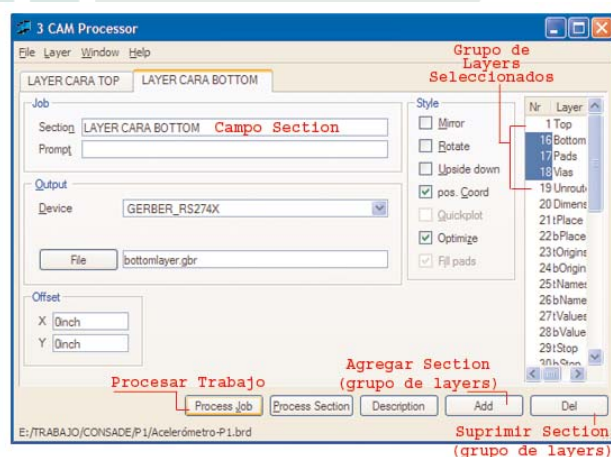 3 CAM Processor
File Layer Window Help
Grupo de
Layers
Seleccionados
LAYER CARA TOP LAYER CARA BOTTOM
Job
Section LAYER CARA BOTTOM Campo Section
Prompt
Output
Device GERBER_RS274X
File bottomlayer.gbr
Offset
X 0inch
Y 0inch
Style
Mirror
Rotate
Upside down
pos. Coord
Quickplot
Optimize
Fill pads
Nr Layer
1 Top
16 Bottom
17 Pads
18 Vias
19 Unroute
20 Dimens
21 tPlace
22 bPlace
23 tOrigins
24 bOrigin
25 tNames
26 bName
27 tValues
28 bValue
29 tStop
30 bStop
Procesar Trabajo
Agregar Section
(grupo de layers)
Process Job Process Section Description Add Del
E:/TRABAJO/CONSADE/P1/Acelerómetro-P1.brd
Suprimir Section
(grupo de layers)